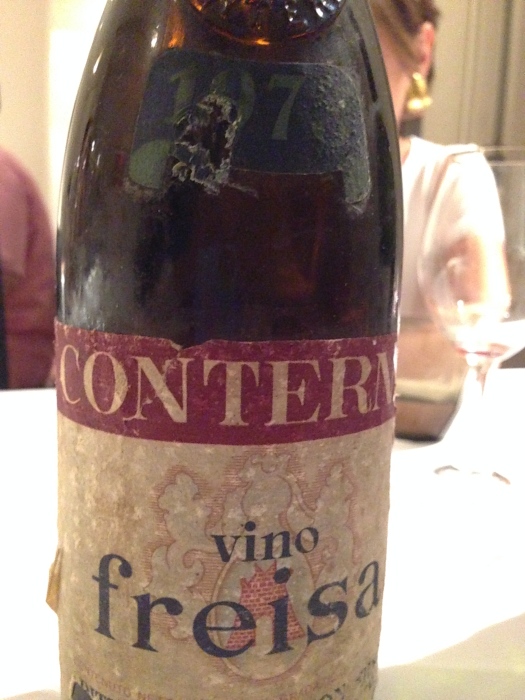 197
CONTERN
vino
freisa